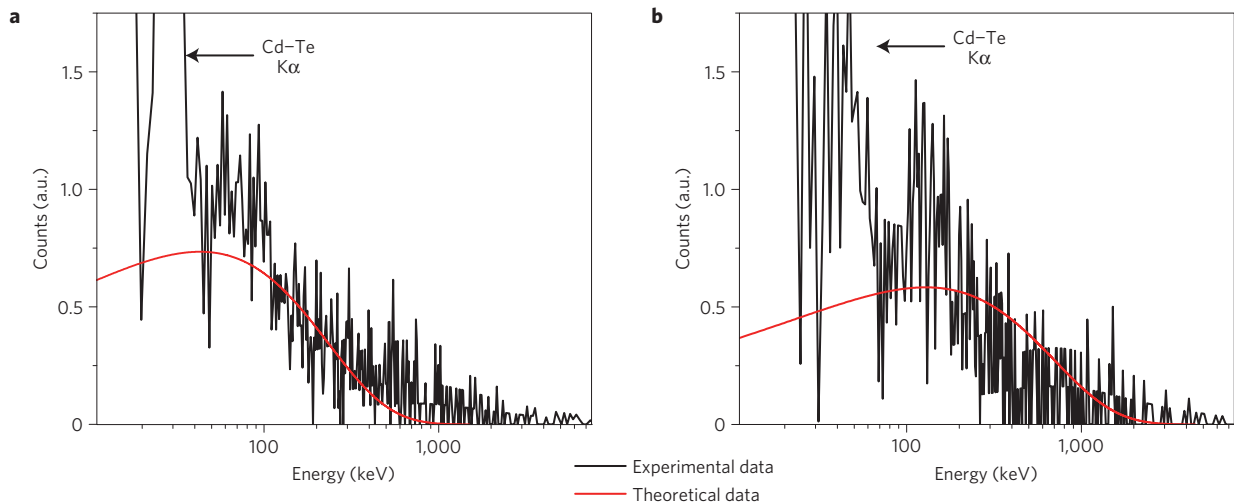 a
Cd–Te
Kα
1.5
1.0
0.5
0
Counts (a.u.)
100
1,000
Energy (keV)
b
Cd–Te
Kα
1.5
1.0
0.5
0
Counts (a.u.)
100
1,000
Energy (keV)
Experimental data
Theoretical data